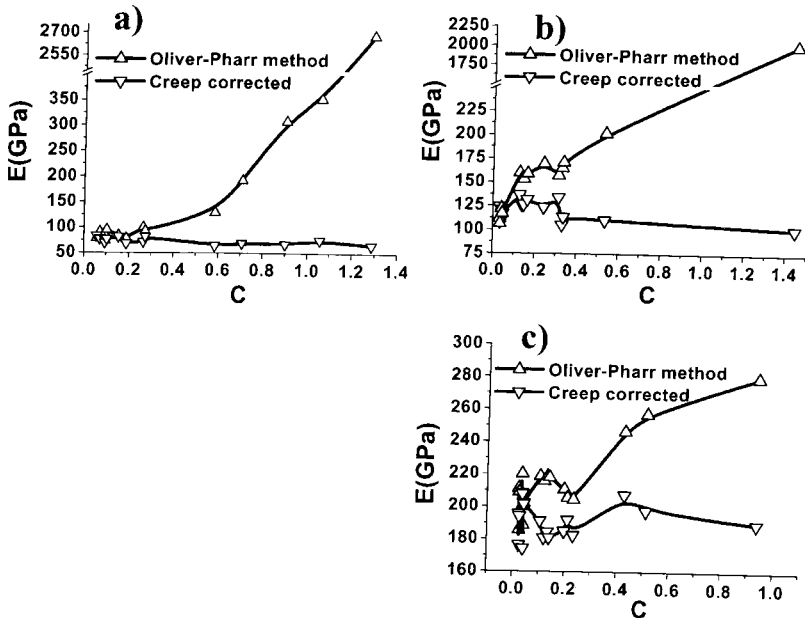 a)
2700
2550
Oliver-Pharr method
Creep corrected
350
300
250
200
150
100
50
E(GPa)
0.0 0.2 0.4 0.6 0.8 1.0 1.2 1.4
C
b)
2250
2000
1750
Oliver-Pharr method
Creep corrected
200
175
150
125
100
75
E(GPa)
0.0 0.2 0.4 0.6 0.8 1.0 1.2 1.4
C
c)
300
280
260
240
220
200
180
160
Oliver-Pharr method
Creep corrected
E(GPa)
0.0 0.2 0.4 0.6 0.8 1.0
C